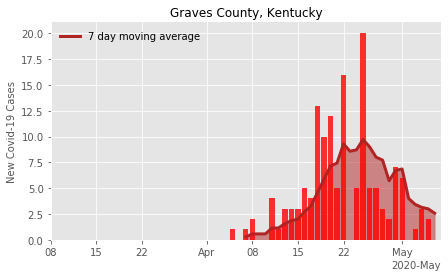 Graves County, Kentucky
7 day moving average
New Covid-19 Cases
20.0
17.5
15.0
12.5
10.0
7.5
5.0
2.5
0.0
08 15 22 Apr 08 15 22 May
2020-May